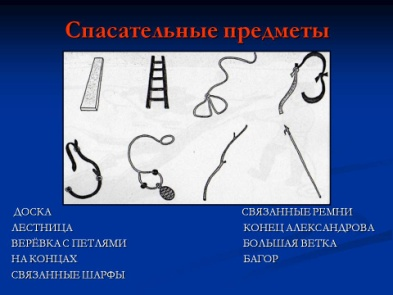 Спасательные предметы
ДОСКА
ЛЕСТНИЦА
ВЕРЁВКА С ПЕТЛЯМИ
НА КОНЦАХ
СВЯЗАННЫЕ ШАРФЫ
СВЯЗАННЫЕ РЕМНИ
КОНЕЦ АЛЕКСАНДРОВА
БОЛЬШАЯ ВЕТКА
БАГОР